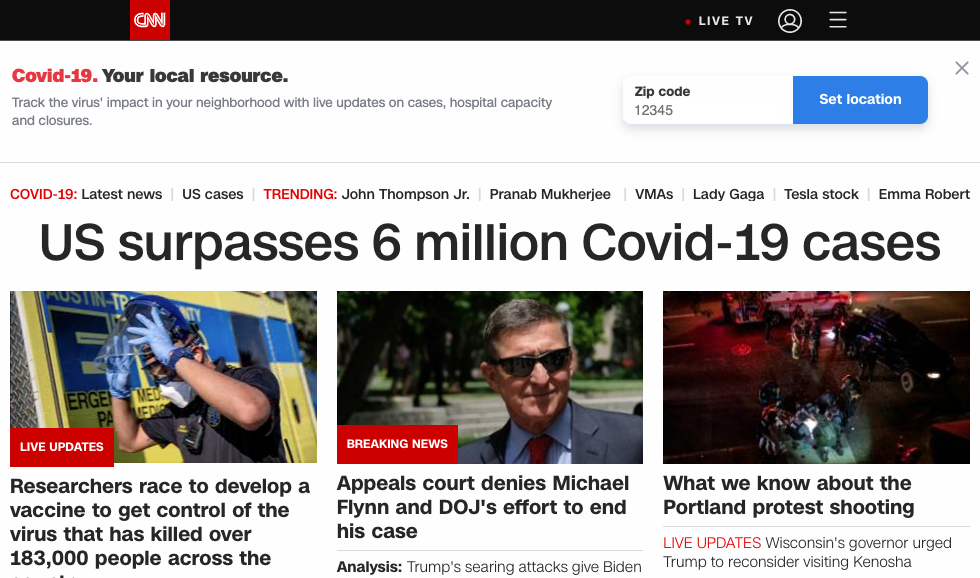 CNN
LIVE TV
Covid-19. Your local resource.
Track the virus' impact in your neighborhood with live updates on cases, hospital capacity
and closures.
Zip code
12345
Set location
COVID-19: Latest news | US cases | TRENDING: John Thompson Jr. | Pranab Mukherjee | VMAs | Lady Gaga | Tesla stock | Emma Robert
US surpasses 6 million Covid-19 cases
AUSTIN-TR
LIVE UPDATES
Researchers race to develop a
vaccine to get control of the
virus that has killed over
183,000 people across the
BREAKING NEWS
Appeals court denies Michael
Flynn and DOJ's effort to end
his case
Analysis: Trump's searing attacks give Biden
What we know about the
Portland protest shooting
LIVE UPDATES Wisconsin's governor urged
Trump to reconsider visiting Kenosha